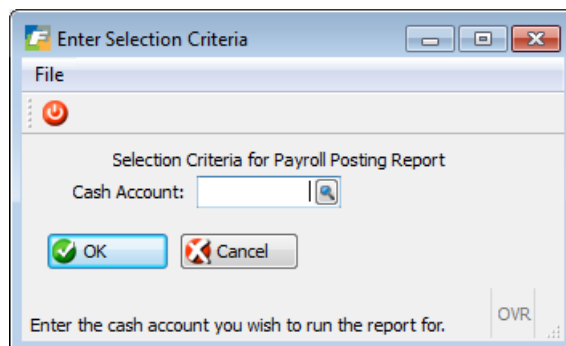 Enter Selection Criteria
File
Selection Criteria for Payroll Posting Report
Cash Account:
OK Cancel
Enter the cash account you wish to run the report for. OVR